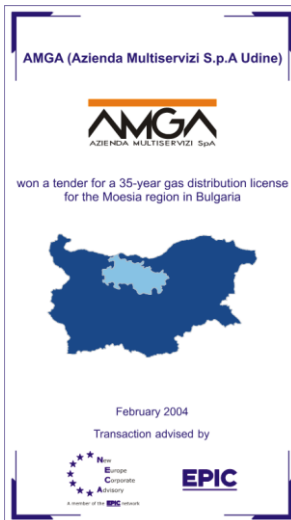 AMGA (Azienda Multiservizi S.p.A Udine)
AMGA
AZIENDA MULTISERVIZI SpA
won a tender for a 35-year gas distribution license
for the Moesia region in Bulgaria
February 2004
Transaction advised by
New
Europe
Corporate
Advisory
A member of the EPIC network
EPIC